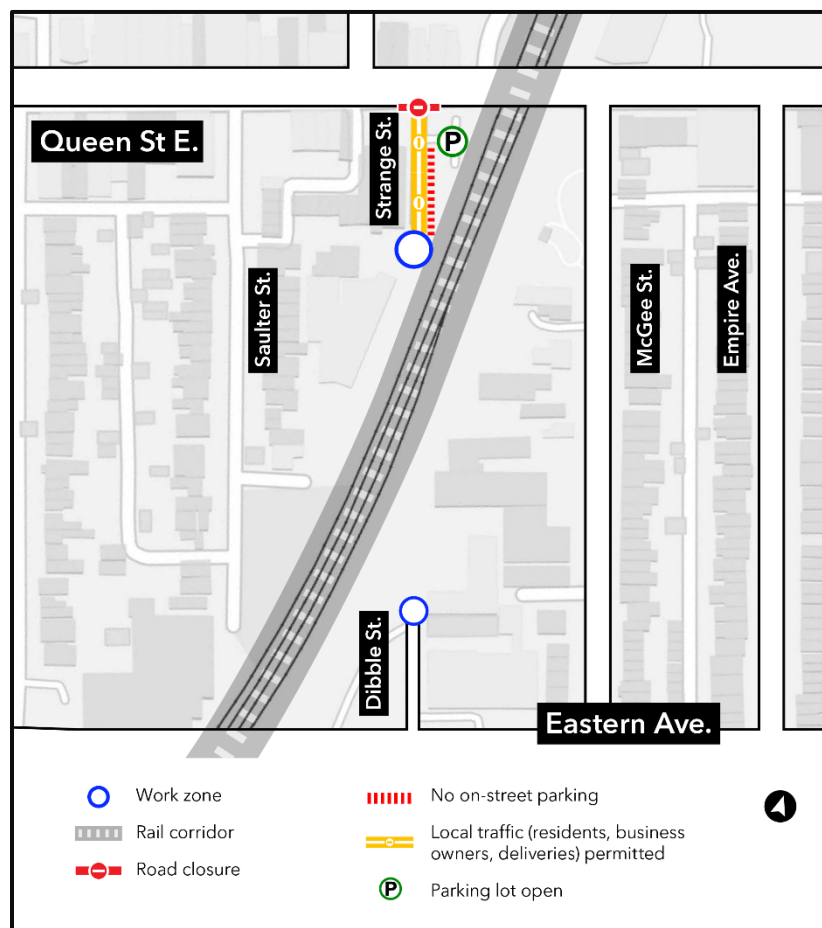 Queen St E.
Strange St.
P
Saulter St.
McGee St.
Empire Ave.
Dibble St.
Eastern Ave.
Work zone
No on-street parking
Rail corridor
Local traffic (residents, business
owners, deliveries) permitted
Road closure
P
Parking lot open